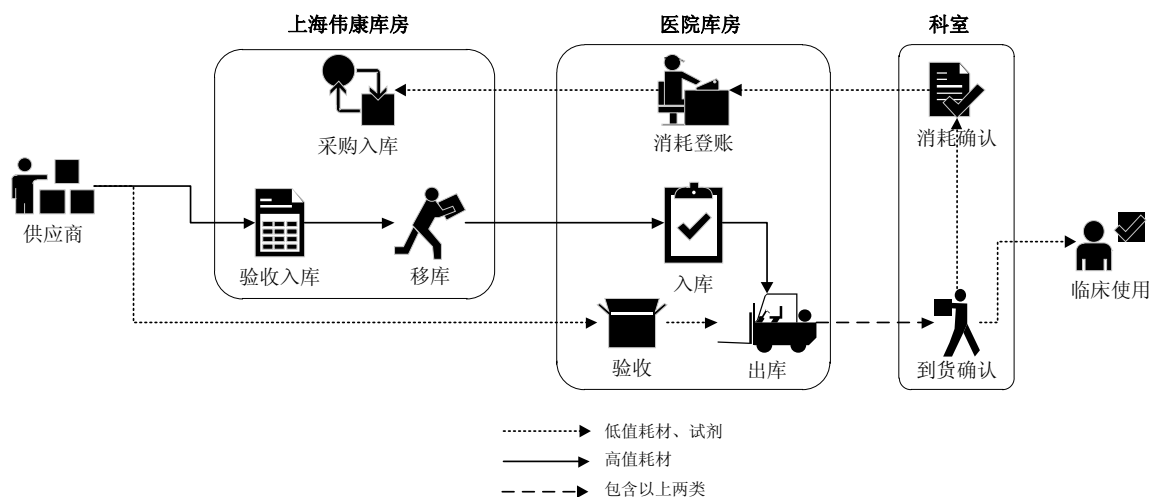 上海伟康库房
医院库房
科室
采购入库
消耗登账
消耗确认
供应商
验收入库
移库
入库
临床使用
验收
出库
到货确认
低值耗材、试剂
高值耗材
包含以上两类